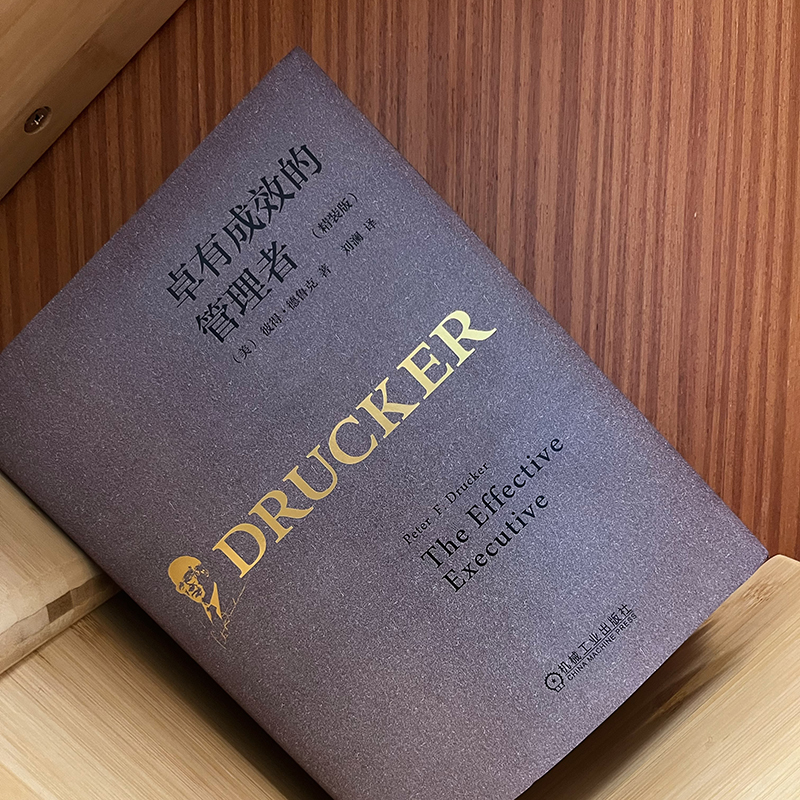 卓有成效的
管理者（精装版）
（美）彼得·德鲁克 著 刘澜 译
DRUCKER
Peter F. Drucker
The Effective
Executive
机械工业出版社
CHINA MACHINE PRESS